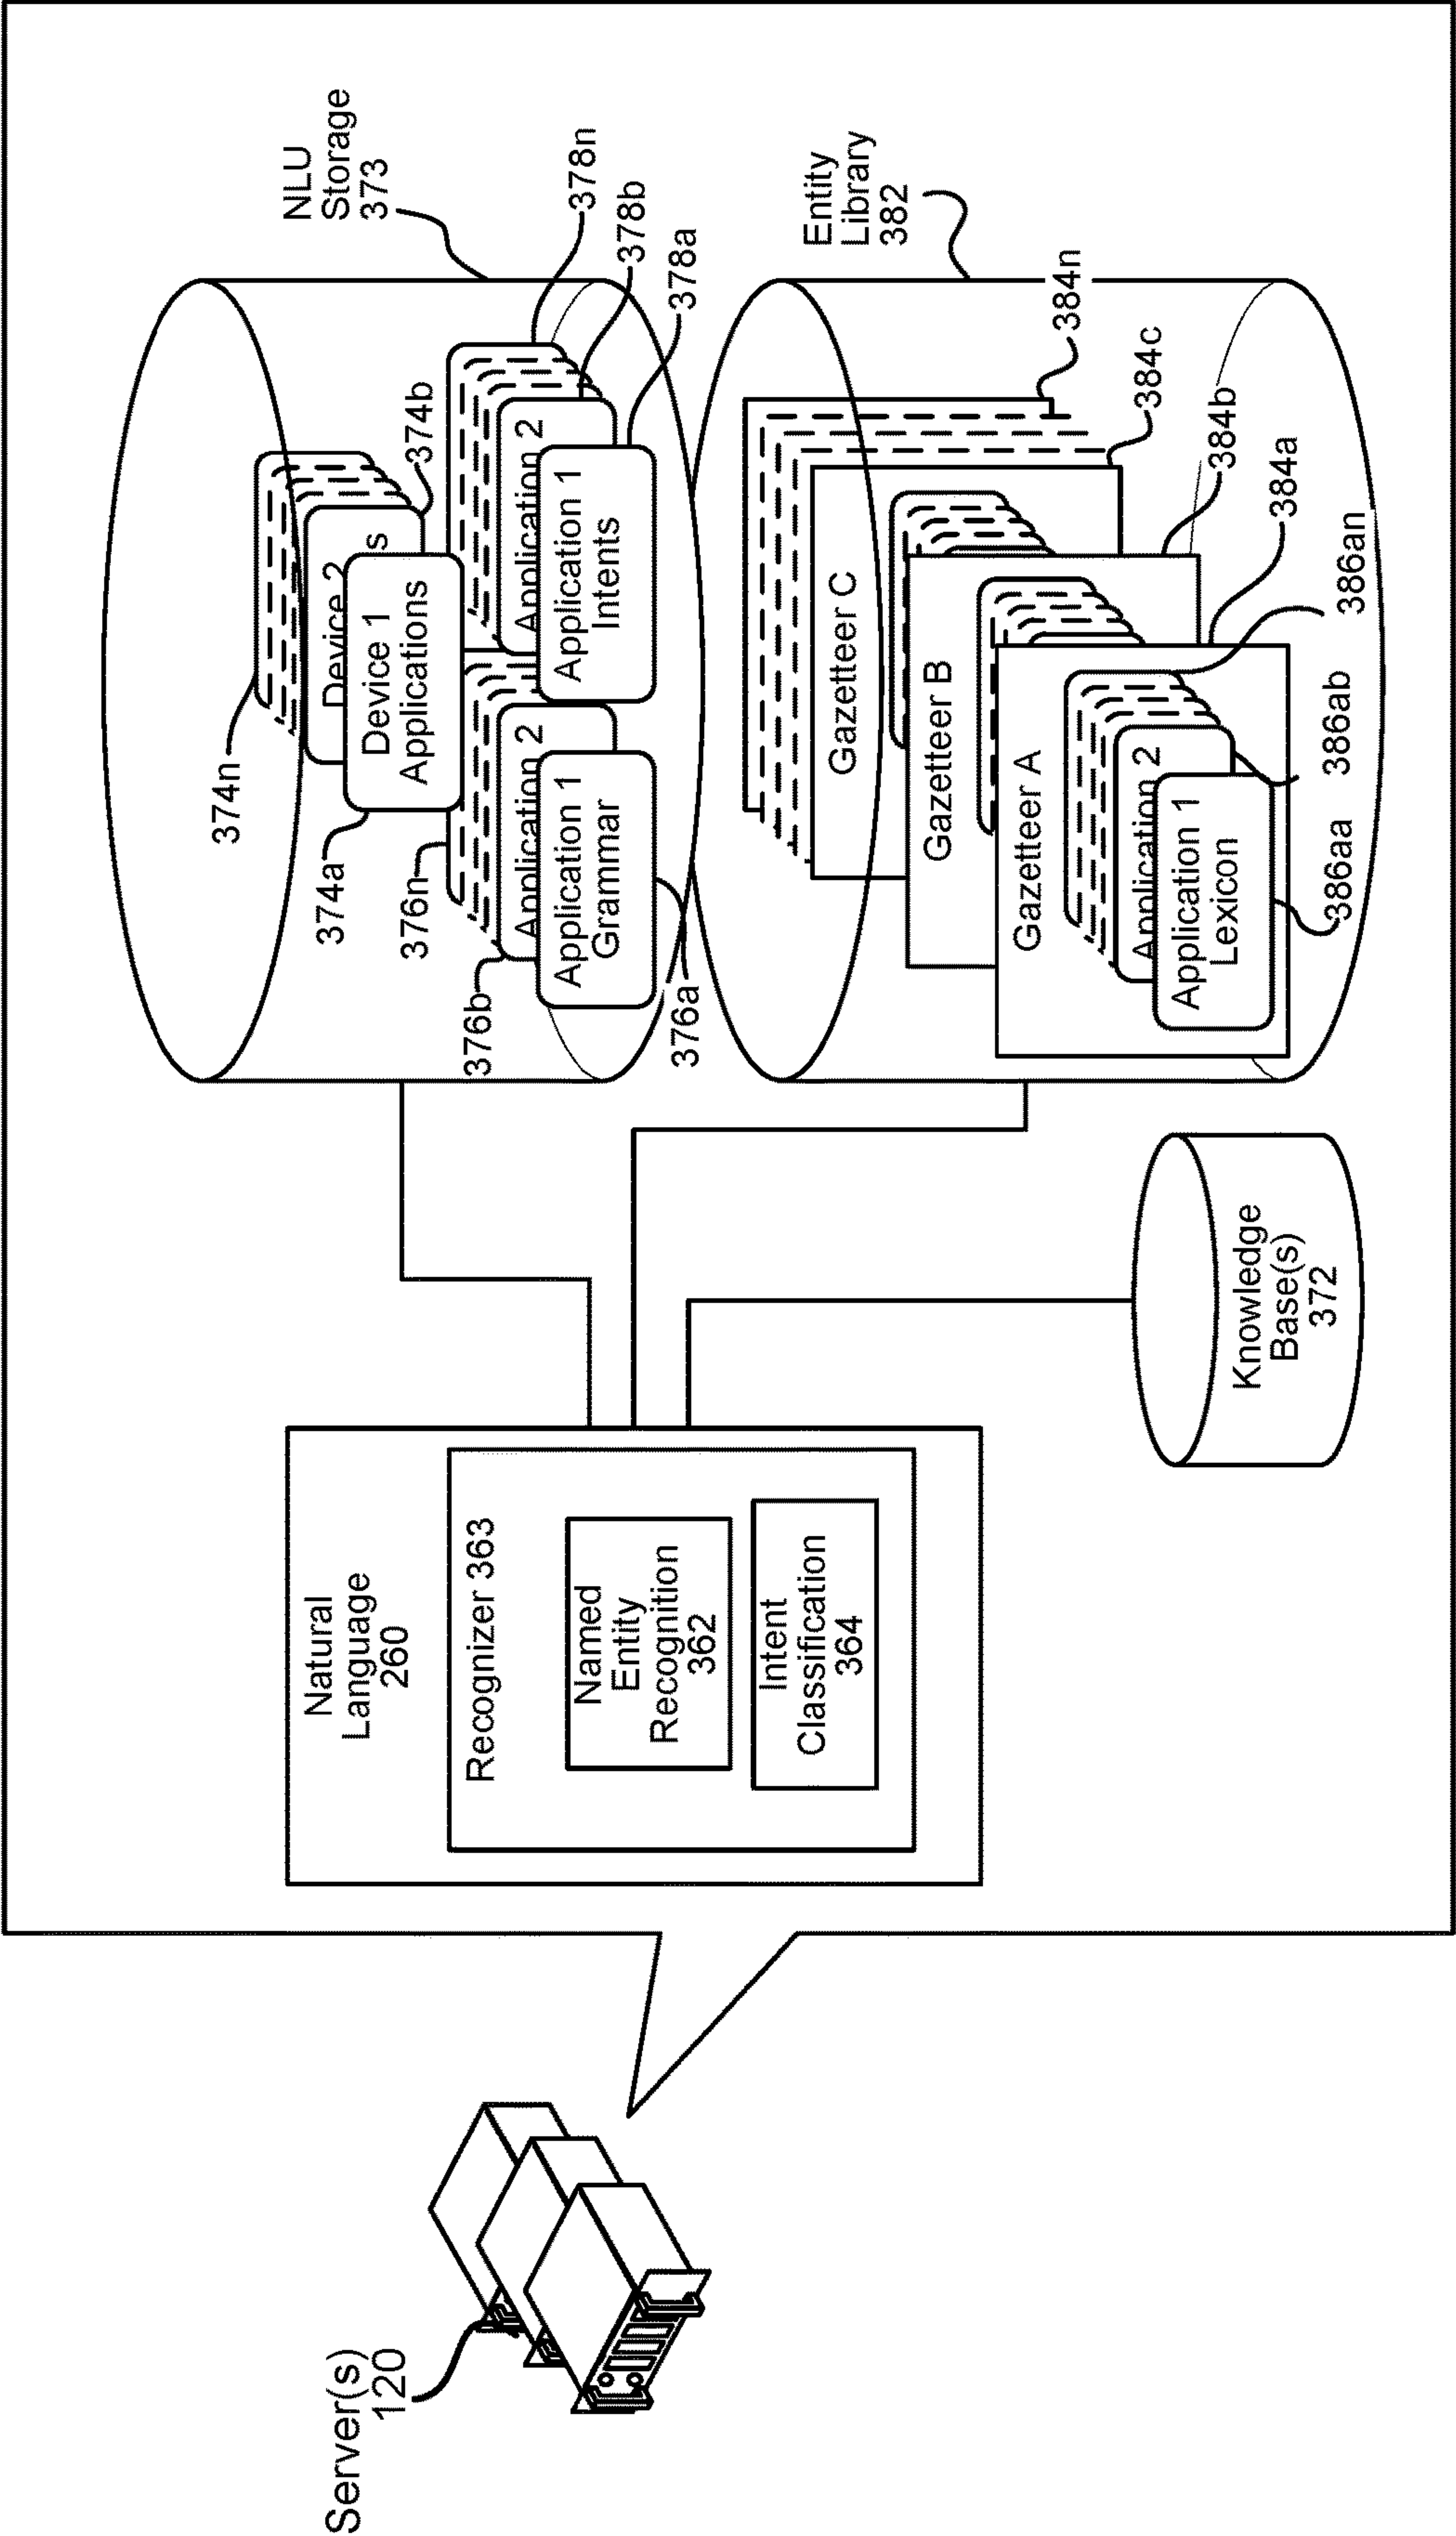 Server(s)
120
Natural
Language
260
Recognizer 363
Named
Entity
Recognition
362
Intent
Classification
364
Knowledge
Base(s)
372
NLU
Storage
373
374n
374a
374b
Device 2
s
Device 1
Applications
376n
376b
376a
Application 2
Application 1
Grammar
378n
378b
378a
Application 2
Application 1
Intents
Entity
Library
382
384n
384c
384b
384a
Gazetteer C
Gazetteer B
Gazetteer A
Application 2
Application 1
Lexicon
386an
386ab
386aa